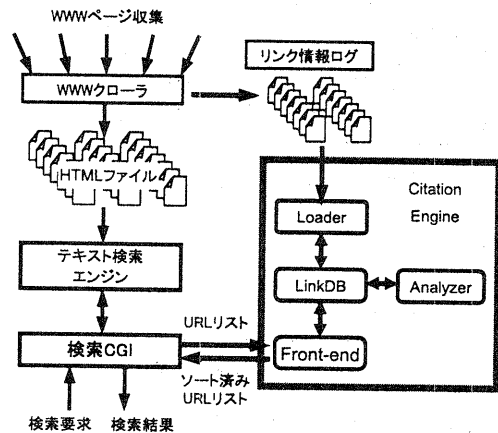 WWWページ収集
リンク情報ログ
WWWクローラ
HTMLファイル
Citation
Engine
Loader
テキスト検索
エンジン
LinkDB
Analyzer
URLリスト
検索CGI
Front-end
ソート済み
URLリスト
検索要求
検索結果